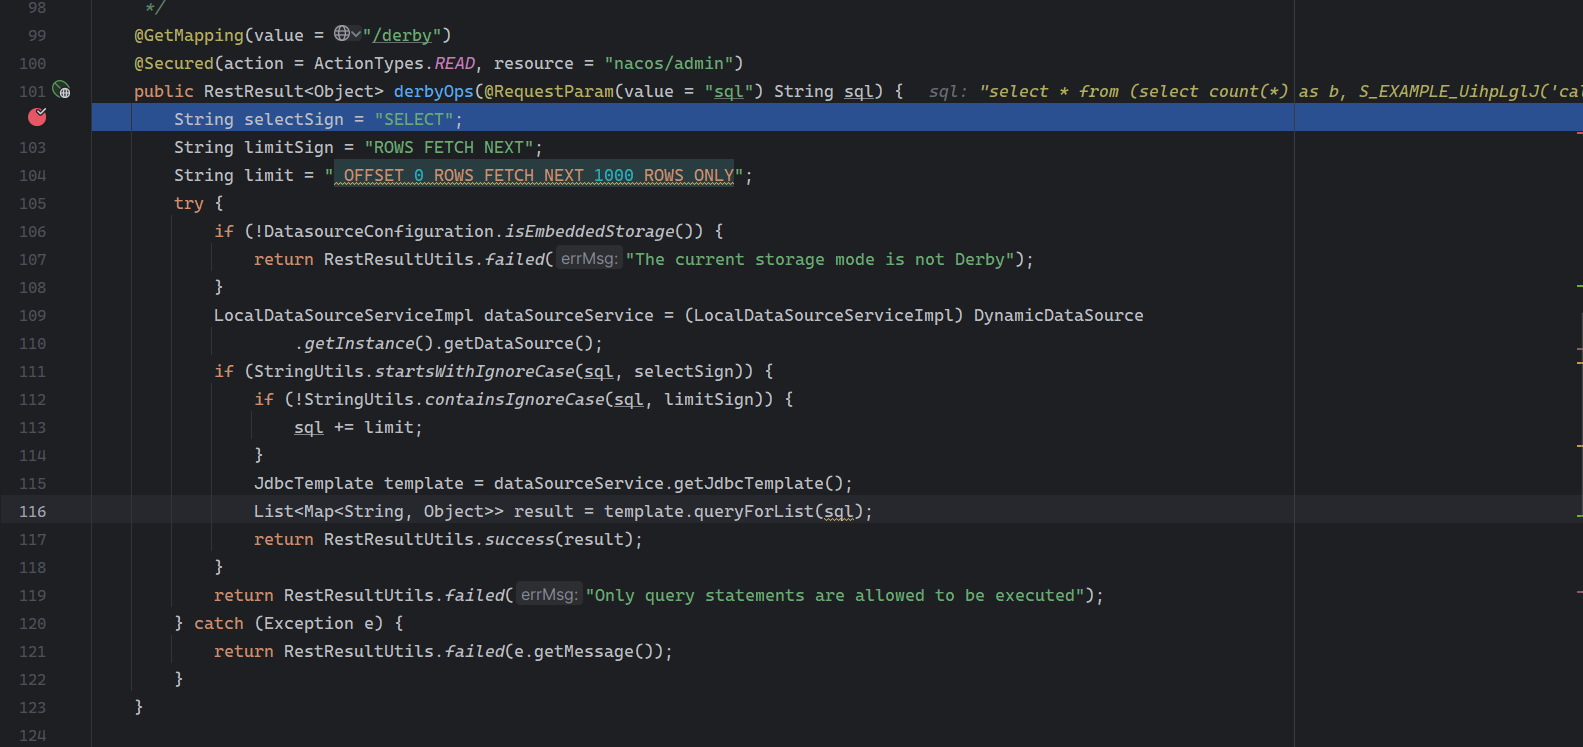 98 */
99 @GetMapping(value = "/derby")
100 @Secured(action = ActionTypes.READ, resource = "nacos/admin")
101 public RestResult<Object> derbyOps(@RequestParam(value = "sql") String sql) { sql: "select * from (select count(*) as b, S_EXAMPLE_UihpLglJ('cal
String selectSign = "SELECT";
103 String limitSign = "ROWS FETCH NEXT";
104 String limit = " OFFSET 0 ROWS FETCH NEXT 1000 ROWS ONLY";
105 try {
106 if (!DatasourceConfiguration.isEmbeddedStorage()) {
107 return RestResultUtils.failed( errMsg: "The current storage mode is not Derby");
108 }
109 LocalDataSourceServiceImpl dataSourceService = (LocalDataSourceServiceImpl) DynamicDataSource
110 .getInstance().getDataSource();
111 if (StringUtils.startsWithIgnoreCase(sql, selectSign)) {
112 if (!StringUtils.containsIgnoreCase(sql, limitSign)) {
113 sql += limit;
114 }
115 JdbcTemplate template = dataSourceService.getJdbcTemplate();
116 List<Map<String, Object>> result = template.queryForList(sql);
117 return RestResultUtils.success(result);
118 }
119 return RestResultUtils.failed( errMsg: "Only query statements are allowed to be executed");
120 } catch (Exception e) {
121 return RestResultUtils.failed(e.getMessage());
122 }
123 }
124